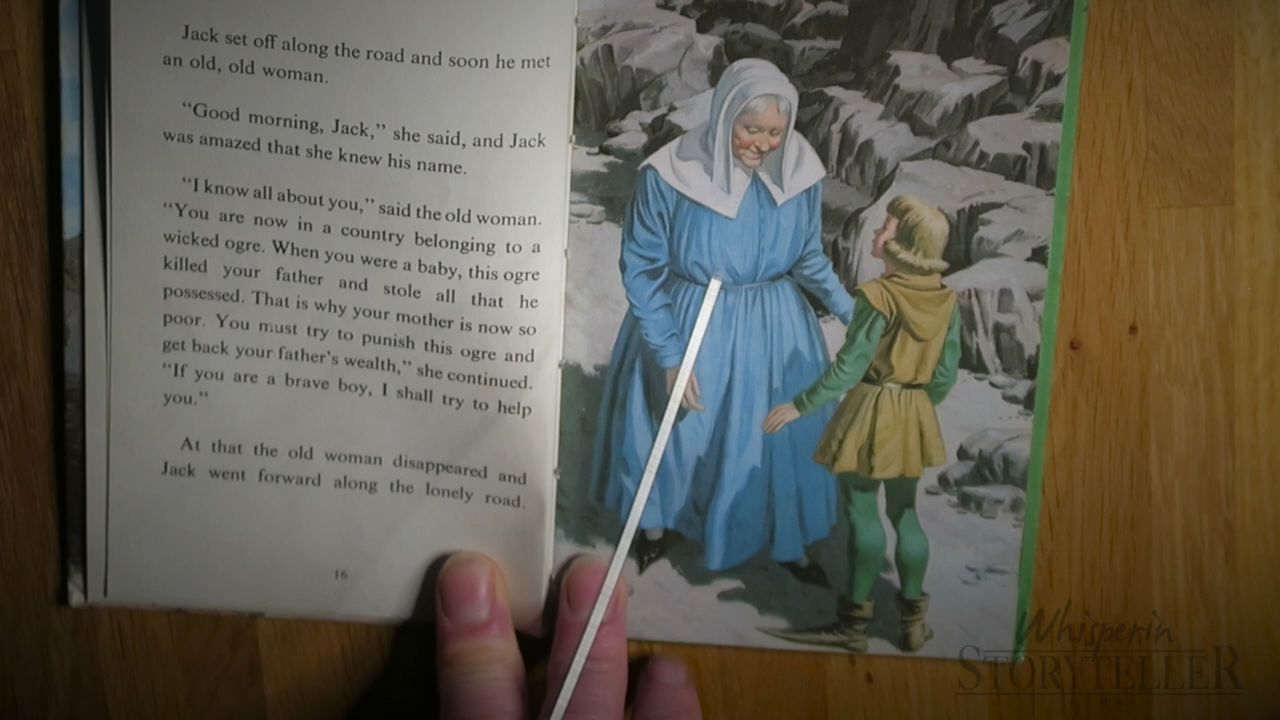 Jack set off along the road and soon he met
an old, old woman.
“Good morning, Jack,” she said, and Jack
was amazed that she knew his name.
“I know all about you,” said the old woman.
“You are now in a country belonging to a
wicked ogre. When you were a baby, this ogre
killed your father and stole all that he
possessed. That is why your mother is now so
poor. You must try to punish this ogre and
get back your father’s wealth,” she continued.
“If you are a brave boy, I shall try to help
you.”
At that the old woman disappeared and
Jack went forward along the lonely road.
16
Whisperin
STORYTELLER